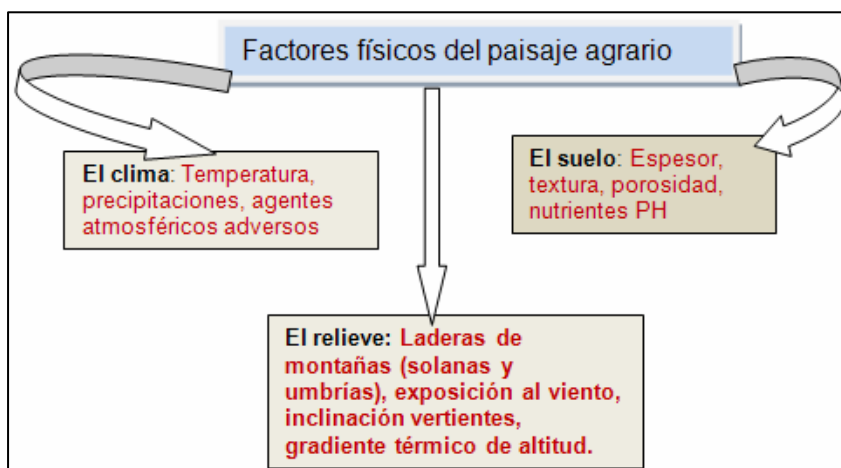 Factores físicos del paisaje agrario
El clima: Temperatura,
precipitaciones, agentes
atmosféricos adversos
El suelo: Espesor,
textura, porosidad,
nutrientes PH
El relieve: Laderas de
montañas (solanas y
umbrías), exposición al viento,
inclinación vertientes,
gradiente térmico de altitud.